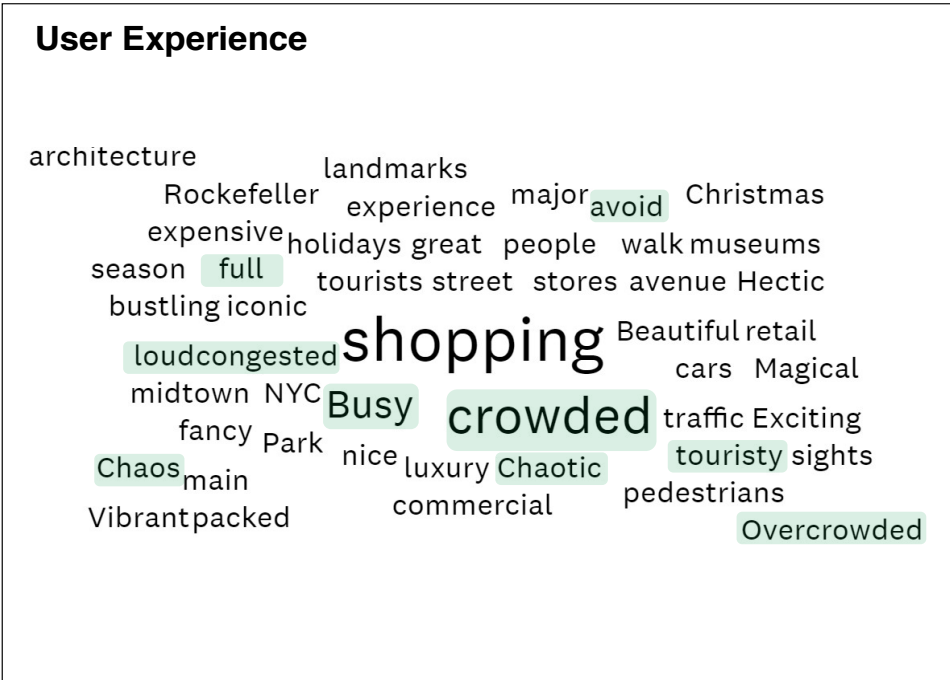 User Experience
architecture
landmarks
Rockefeller experience major avoid Christmas
expensive holidays great people walk museums
season full tourists street stores avenue Hectic
bustling iconic
shopping Beautiful retail
loudcongested cars Magical
midtown NYC Busy crowded traffic Exciting
fancy Park nice luxury Chaotic touristy sights
Chaos main commercial pedestrians
Vibrant packed Overcrowded